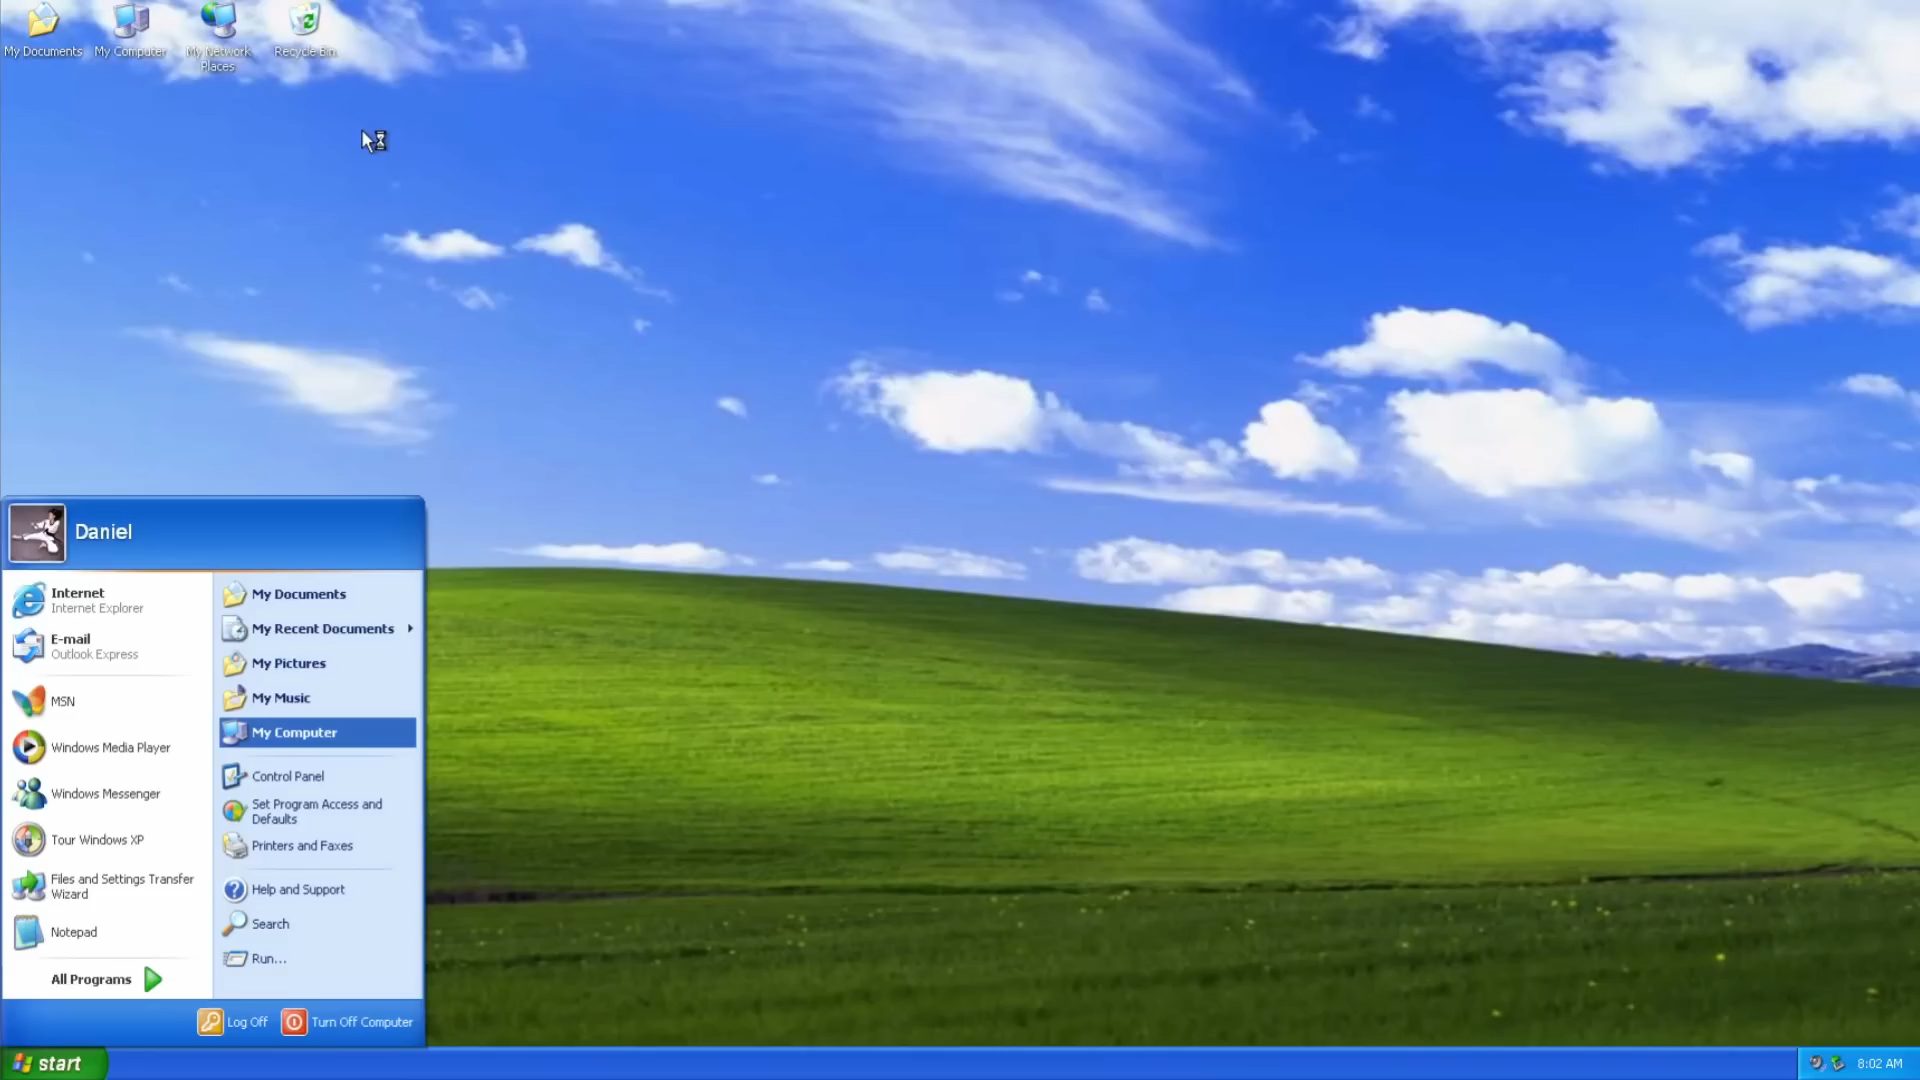 My Documents
My Computer
My Network
Places
Recycle Bin
Daniel
Internet
Internet Explorer
E-mail
Outlook Express
MSN
Windows Media Player
Windows Messenger
Tour Windows XP
Files and Settings Transfer
Wizard
Notepad
All Programs
My Documents
My Recent Documents
My Pictures
My Music
My Computer
Control Panel
Set Program Access and
Defaults
Printers and Faxes
Help and Support
Search
Run...
Log Off
Turn Off Computer
start
8:02 AM